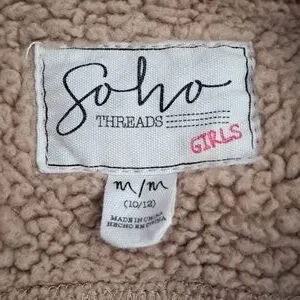 Soho
THREADS
GIRLS
M/M
(10/12)
MADE IN CHINA
HECHO EN CHINA